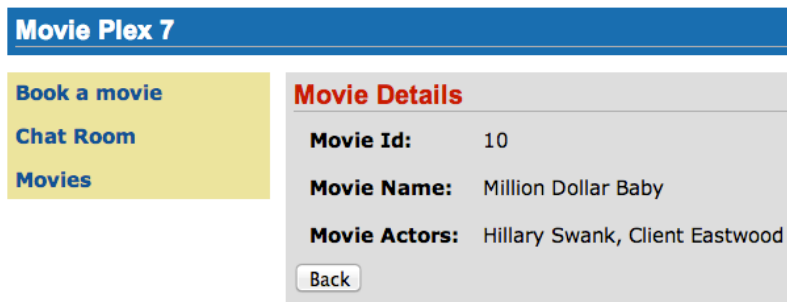 Movie Plex 7
Book a movie
Chat Room
Movies
Movie Details
Movie Id: 10
Movie Name: Million Dollar Baby
Movie Actors: Hillary Swank, Client Eastwood
Back